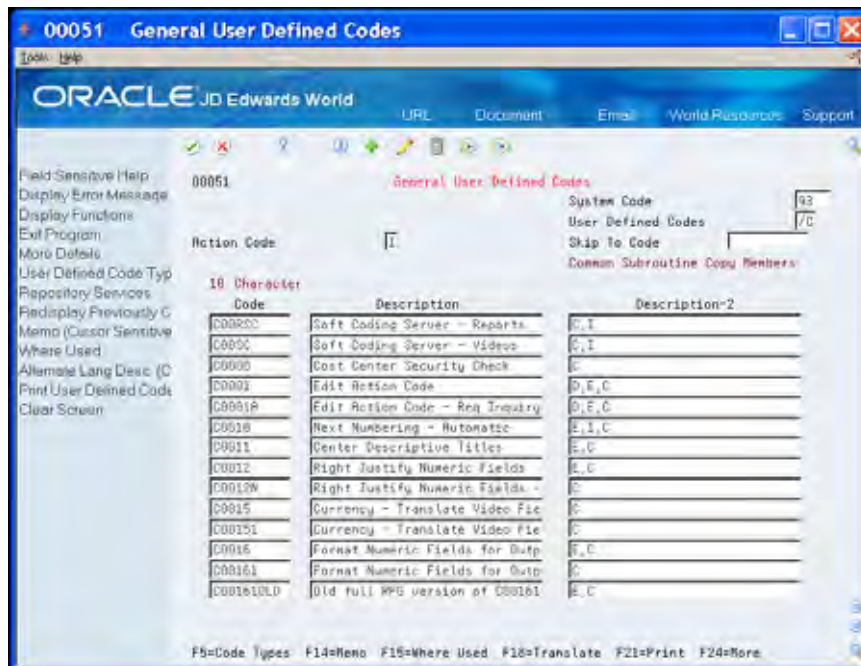 00051 General User Defined Codes
Tools Help
ORACLE JD Edwards World
URL Document Email World Resources Support
Field Sensitive Help
Display Error Message
Display Functions
Exit Program
More Details
User Defined Code Typ
Repository Services
Redisplay Previously C
Memo (Cursor Sensitive
Where Used
Alternate Lang Desc (C
Print User Defined Code
Clear Screen
00051 General User Defined Codes
System Code 93
User Defined Codes /C
Action Code I Skip To Code
Common Subroutine Copy Members
10 Character
Code Description Description-2
C00RSC Soft Coding Server - Reports C,I
C00SC Soft Coding Server - Videos C,I
Cost Center Security Check C
C0001 Edit Action Code D,E,C
C0001A Edit Action Code - Req Inquiry D,E,C
C0010 Next Numbering - Automatic E,I,C
C0011 Center Descriptive Titles E,C
C0012 Right Justify Numeric Fields E,C
C0012N Right Justify Numeric Fields - C
C0015 Currency - Translate Video Fie C
C00151 Currency - Translate Video Fie C
C0016 Format Numeric Fields for Outp E,C
C00161 Format Numeric Fields for Outp C
C00161OLD Old full RPG version of C00161 E,C
F5=Code Types F14=Memo F15=Where Used F18=Translate F21=Print F24=More